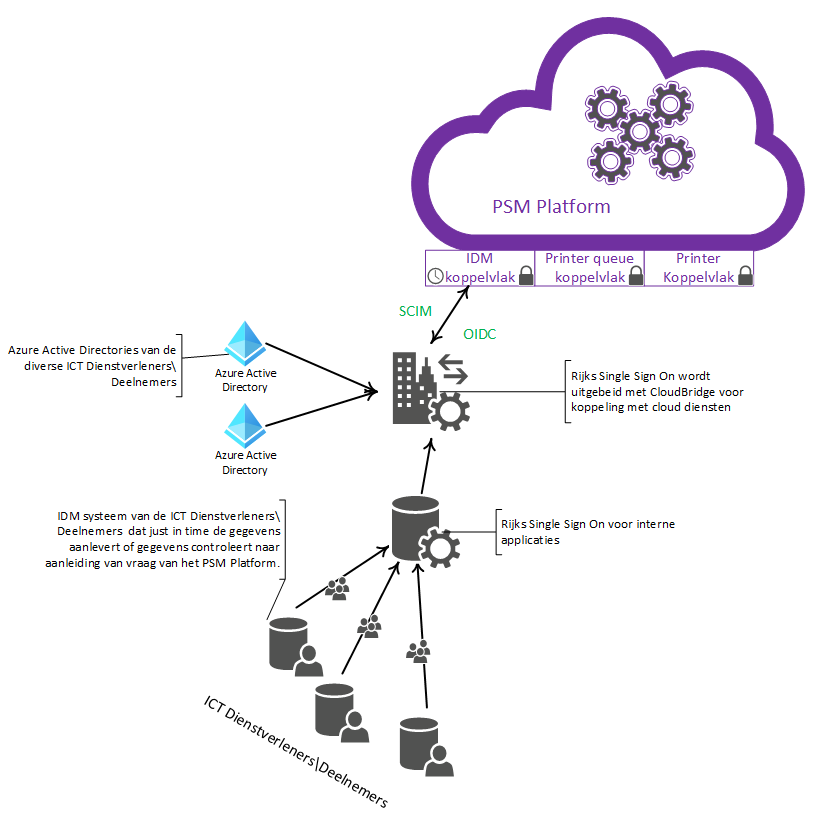 PSM Platform
IDM
koppelvlak
Printer queue
koppelvlak
Printer
Koppelvlak
SCIM
OIDC
Azure Active Directories van de
diverse ICT Dienstverleners\
Deelnemers
Azure Active
Directory
Azure Active
Directory
Rijks Single Sign On wordt
uitgebeid met CloudBridge voor
koppeling met cloud diensten
IDM systeem van de ICT Dienstverleners\
Deelnemers dat just in time de gegevens
aanlevert of gegevens controleert naar
aanleiding van vraag van het PSM Platform.
Rijks Single Sign On voor interne
applicaties
ICT Dienstverleners\Deelnemers